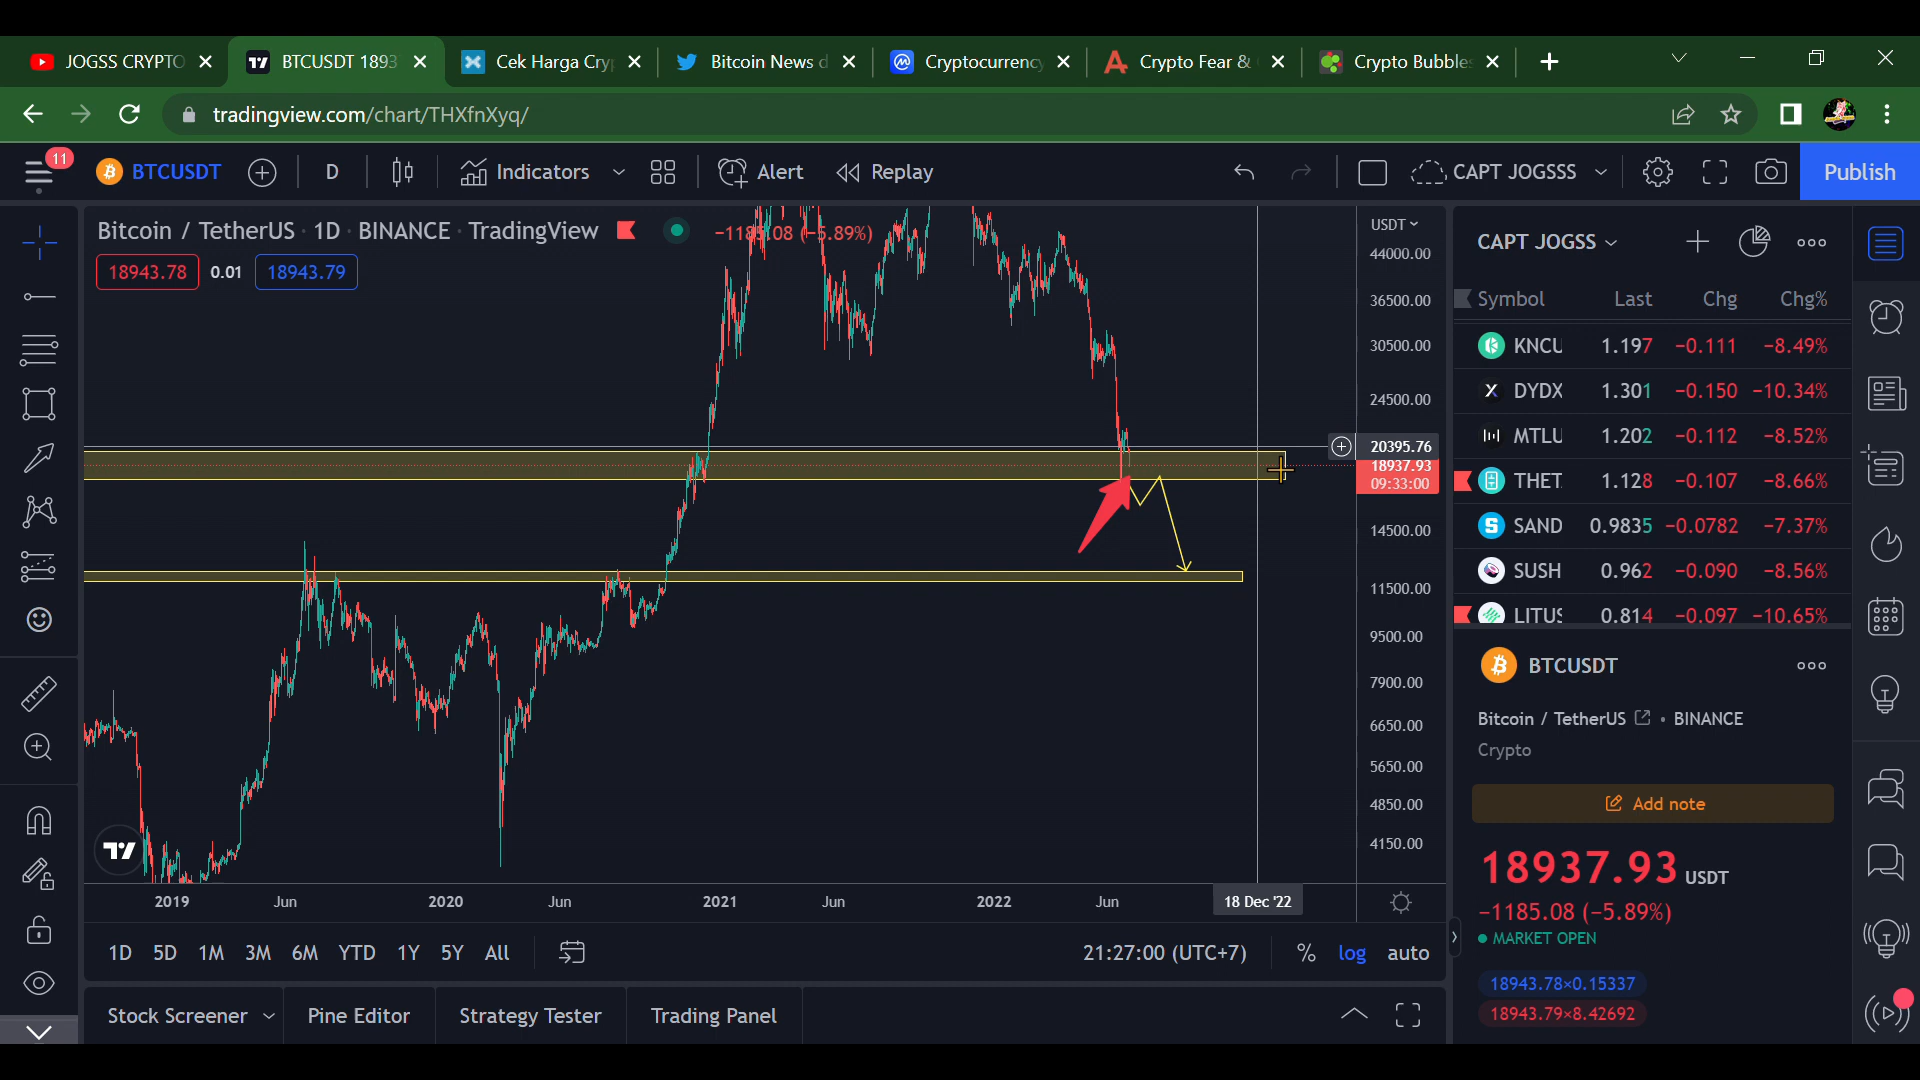 JOGSS CRYPTO
BTCUSDT 1893
Cek Harga Cry
Bitcoin News d
Cryptocurrency
Crypto Fear &
Crypto Bubbles
tradingview.com/chart/THXfnXyq/
11
BTCUSDT
D
Indicators
Alert
Replay
CAPT JOGSSS
Publish
Bitcoin / TetherUS · 1D · BINANCE · TradingView
−1185.08 (−5.89%)
18943.78
0.01
18943.79
USDT
44000.00
36500.00
30500.00
24500.00
20395.76
18937.93
09:33:00
14500.00
11500.00
9500.00
7900.00
6650.00
5650.00
4850.00
4150.00
2019
Jun
2020
Jun
2021
Jun
2022
Jun
18 Dec '22
1D
5D
1M
3M
6M
YTD
1Y
5Y
All
21:27:00 (UTC+7)
%
log
auto
Stock Screener
Pine Editor
Strategy Tester
Trading Panel
CAPT JOGSS
Symbol Last Chg Chg%
KNCU 1.197 −0.111 −8.49%
DYDX 1.301 −0.150 −10.34%
MTLU 1.202 −0.112 −8.52%
THET 1.128 −0.107 −8.66%
SAND 0.9835 −0.0782 −7.37%
SUSH 0.962 −0.090 −8.56%
LITUS 0.814 −0.097 −10.65%
BTCUSDT
Bitcoin / TetherUS • BINANCE
Crypto
Add note
18937.93 USDT
−1185.08 (−5.89%)
MARKET OPEN
18943.78×0.15337
18943.79×8.42692